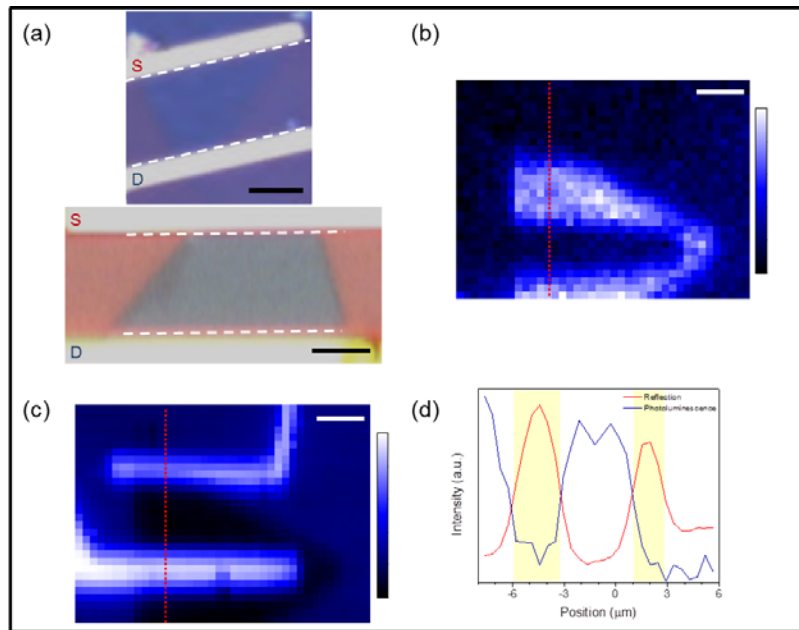 (a)
S
D
S
D
(b)
(c)
(d)
Reflection
Photoluminescence
Intensity (a.u.)
-6 -3 0 3 6
Position (μm)